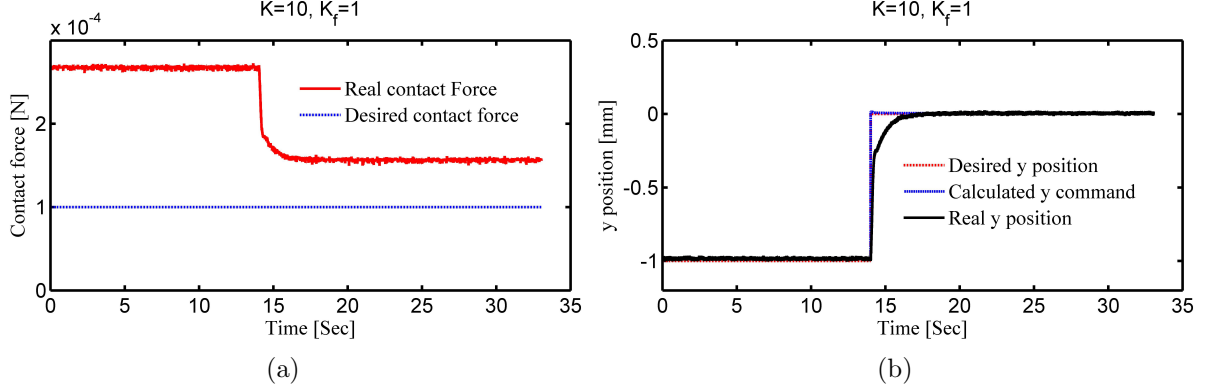 K=10, K_f=1
x 10^-4
2
1
0
0 5 10 15 20 25 30 35
Contact force [N]
Time [Sec]
Real contact Force
Desired contact force
(a)
K=10, K_f=1
0.5
0
-0.5
-1
0 5 10 15 20 25 30 35
y position [mm]
Time [Sec]
Desired y position
Calculated y command
Real y position
(b)